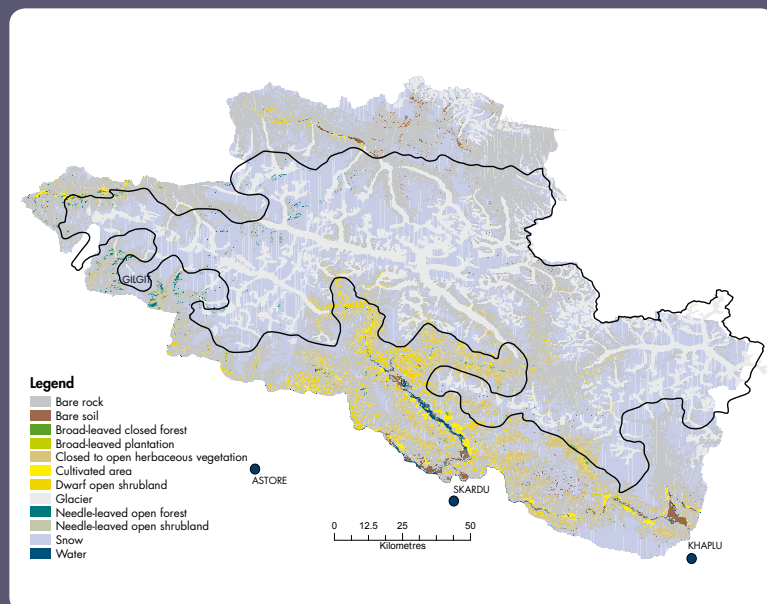 GILGIT
Legend
Bare rock
Bare soil
Broad-leaved closed forest
Broad-leaved plantation
Closed to open herbaceous vegetation
Cultivated area
Dwarf open shrubland
Glacier
Needle-leaved open forest
Needle-leaved open shrubland
Snow
Water
ASTORE
SKARDU
0 12.5 25 50
Kilometres
KHAPLU